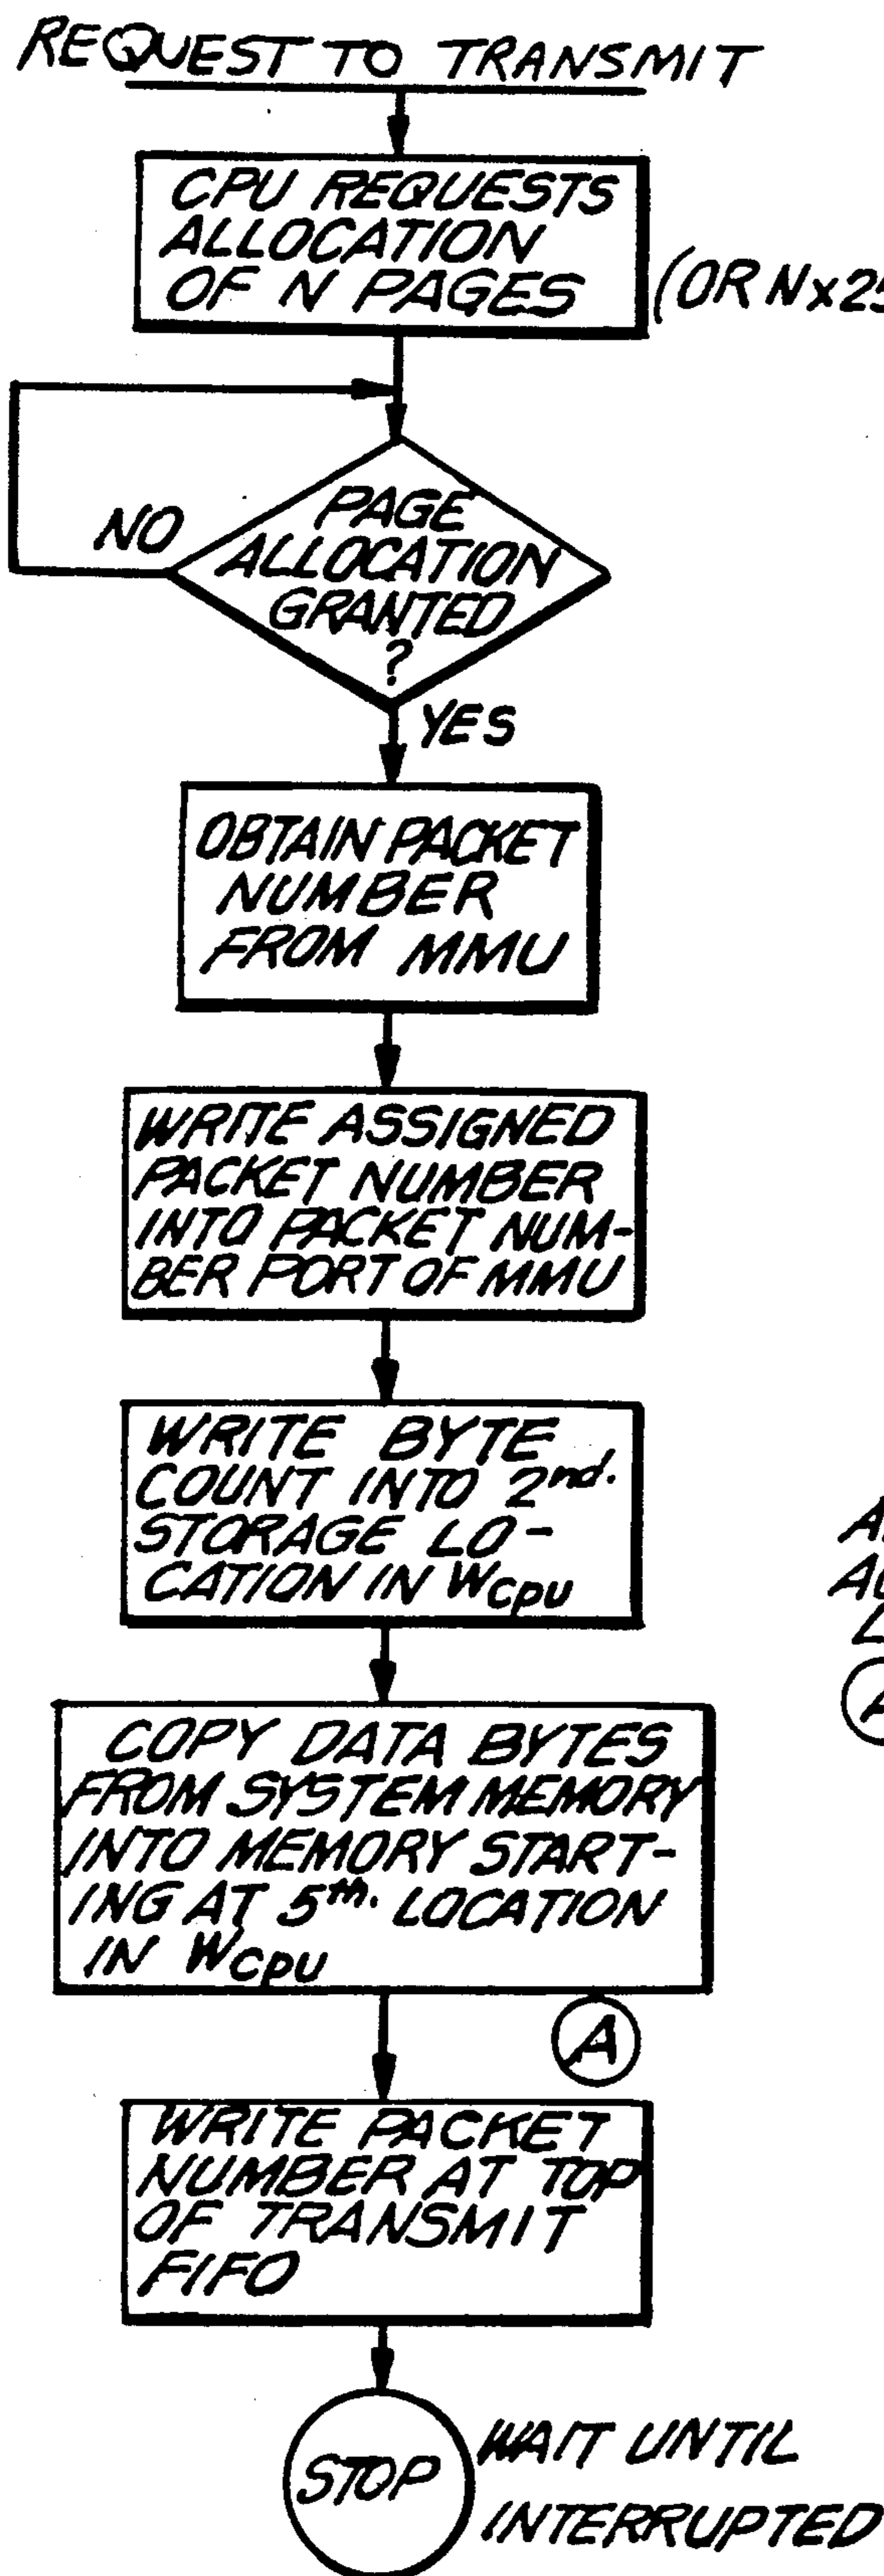 REQUEST TO TRANSMIT
CPU REQUESTS
ALLOCATION
OF N PAGES
(OR N x 25
NO
PAGE
ALLOCATION
GRANTED
?
YES
OBTAIN PACKET
NUMBER
FROM MMU
WRITE ASSIGNED
PACKET NUMBER
INTO PACKET NUM-
BER PORT OF MMU
WRITE BYTE
COUNT INTO 2nd.
STORAGE LO-
CATION IN Wcpu
COPY DATA BYTES
FROM SYSTEM MEMORY
INTO MEMORY START-
ING AT 5th. LOCATION
IN Wcpu
A
WRITE PACKET
NUMBER AT TOP
OF TRANSMIT
FIFO
STOP
WAIT UNTIL
INTERRUPTED